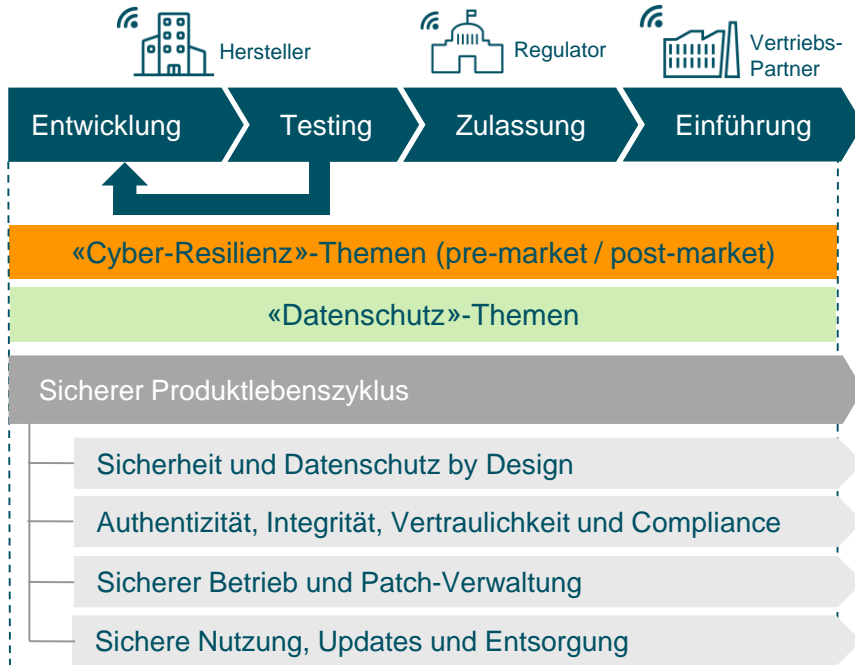 Hersteller
Regulator
Vertriebs-
Partner
Entwicklung
Testing
Zulassung
Einführung
«Cyber-Resilienz»-Themen (pre-market / post-market)
«Datenschutz»-Themen
Sicherer Produktlebenszyklus
Sicherheit und Datenschutz by Design
Authentizität, Integrität, Vertraulichkeit und Compliance
Sicherer Betrieb und Patch-Verwaltung
Sichere Nutzung, Updates und Entsorgung